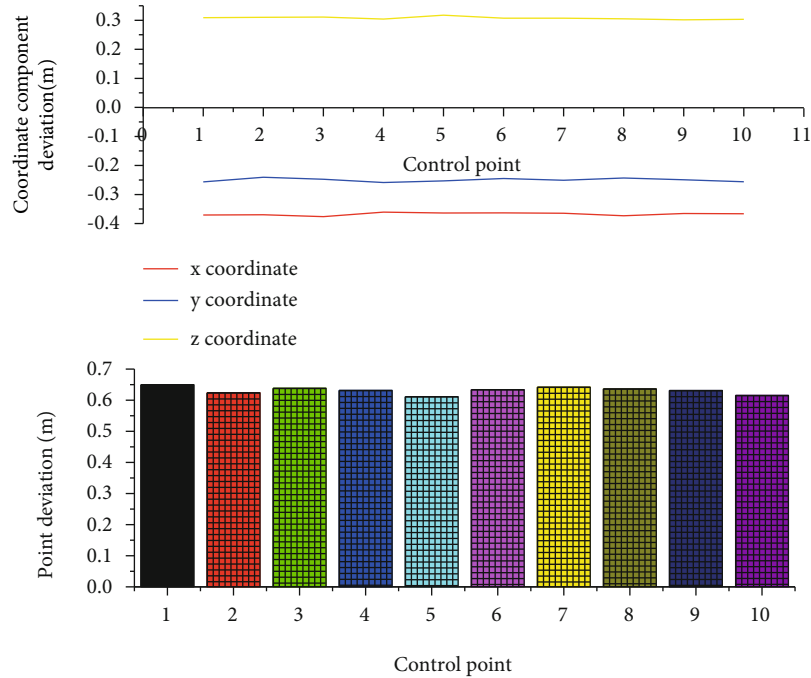 Coordinate component
deviation(m)
0.3
0.2
0.1
0.0
-0.1
-0.2
-0.3
-0.4
0 1 2 3 4 5 6 7 8 9 10 11
Control point
x coordinate
y coordinate
z coordinate
Point deviation (m)
0.7
0.6
0.5
0.4
0.3
0.2
0.1
0.0
1 2 3 4 5 6 7 8 9 10
Control point